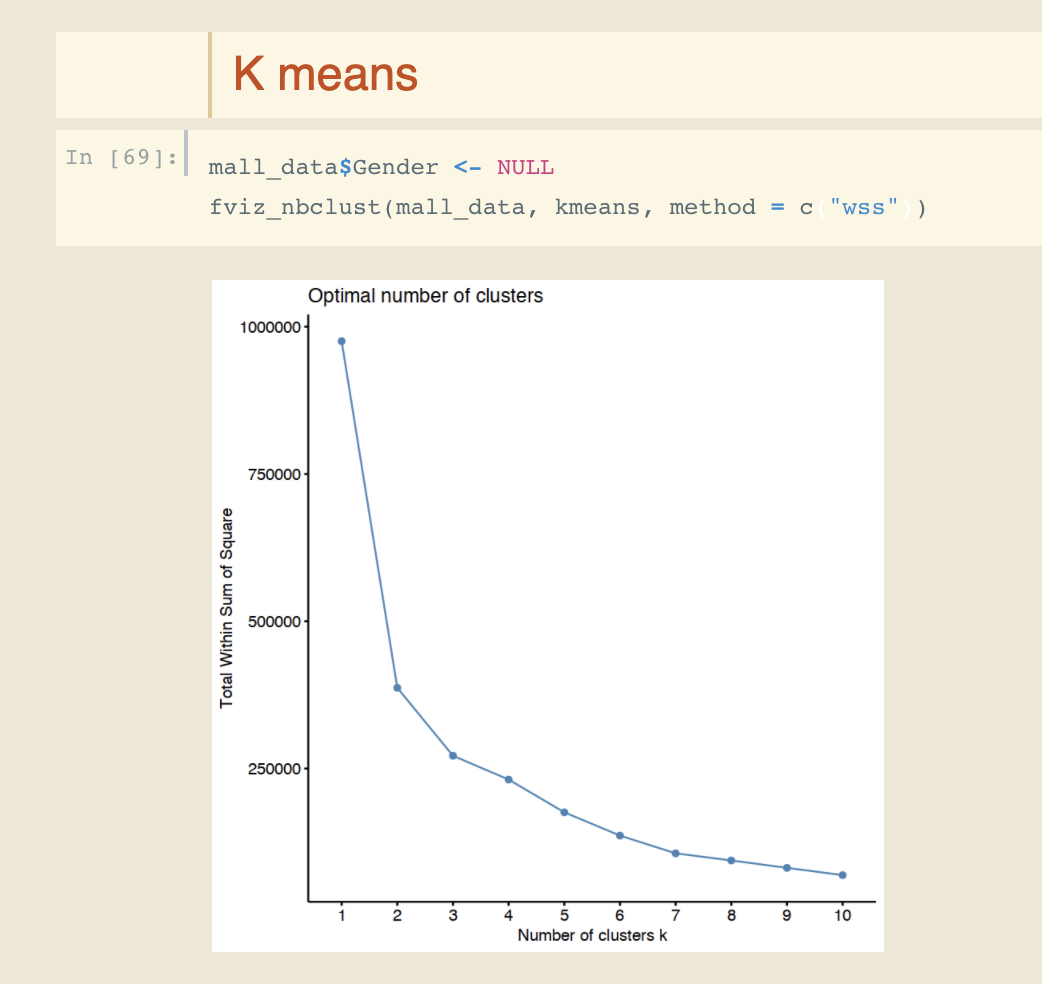 K means
In [69]:
mall_data$Gender <- NULL
fviz_nbclust(mall_data, kmeans, method = c("wss"))
Optimal number of clusters
1000000
750000
500000
250000
Total Within Sum of Square
1 2 3 4 5 6 7 8 9 10
Number of clusters k